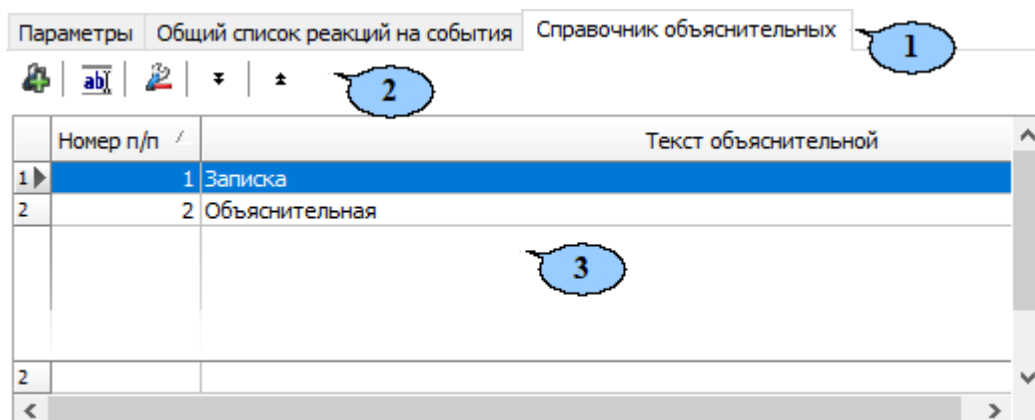 Параметры Общий список реакций на события Справочник объяснительных
1
ab
2
Номер п/п Текст объяснительной
1 1 Записка
2 2 Объяснительная
3
2